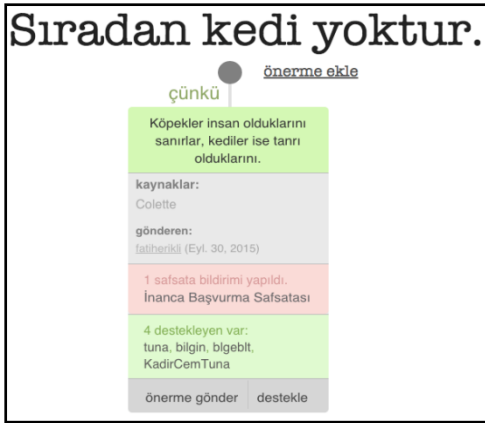 Sıradan kedi yoktur.
önerme ekle
çünkü
Köpekler insan olduklarını
sanırlar, kediler ise tanrı
olduklarını.
kaynaklar:
Colette
gönderen:
fatiherikli (Eyl. 30, 2015)
1 safsata bildirimi yapıldı.
İnanca Başvurma Safsatası
4 destekleyen var:
tuna, bilgin, blgeblt,
KadirCemTuna
önerme gönder destekle